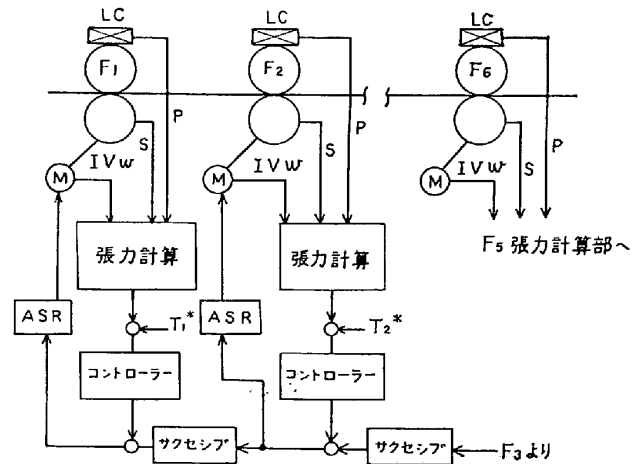 LC LC LC
F1 F2 F6
P P P
S S S
IVw IVw IVw
M M M
張力計算 張力計算 F5 張力計算部へ
ASR T1* ASR T2*
コントローラー コントローラー
サクセシブ サクセシブ F3より